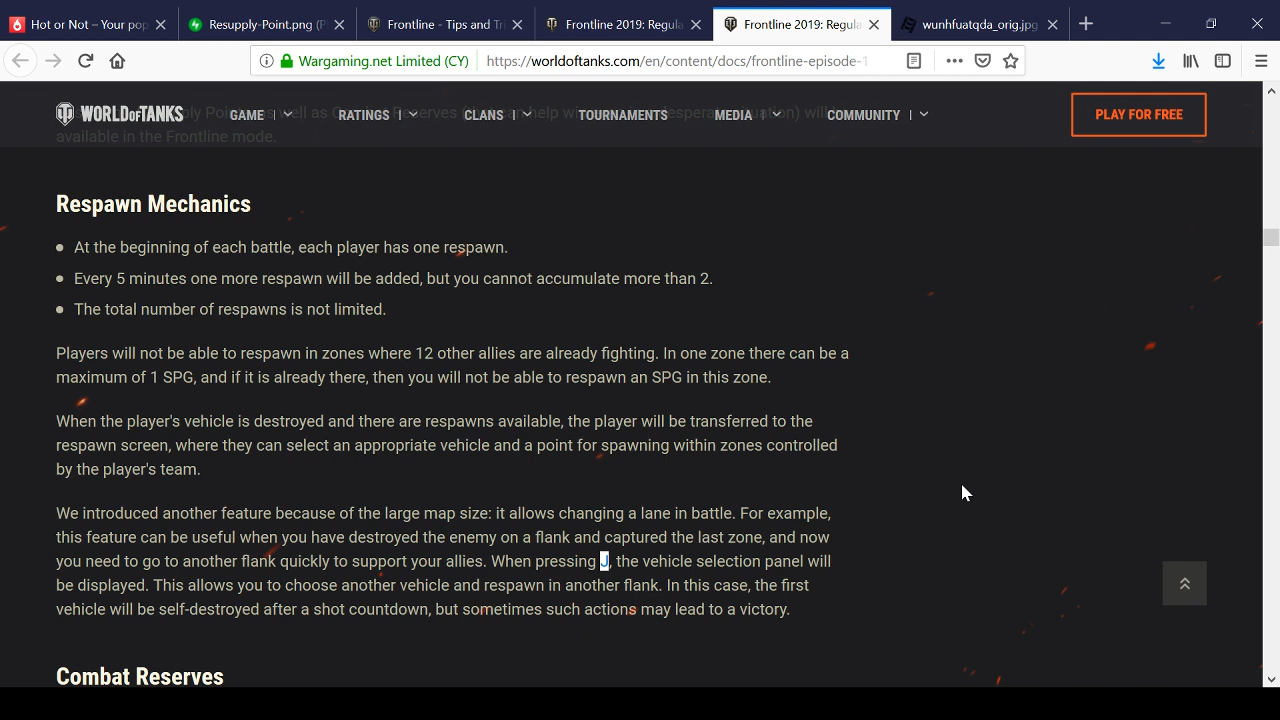 Hot or Not – Your pop
Resupply-Point.png (P
Frontline - Tips and Tri
Frontline 2019: Regula
Frontline 2019: Regula
wunhfuatqda_orig.jpg
Wargaming.net Limited (CY)
https://worldoftanks.com/en/content/docs/frontline-episode-1
WORLD OF TANKS
GAME
RATINGS
CLANS
TOURNAMENTS
MEDIA
COMMUNITY
PLAY FOR FREE
available in the Frontline mode.
Respawn Mechanics
At the beginning of each battle, each player has one respawn.
Every 5 minutes one more respawn will be added, but you cannot accumulate more than 2.
The total number of respawns is not limited.
Players will not be able to respawn in zones where 12 other allies are already fighting. In one zone there can be a
maximum of 1 SPG, and if it is already there, then you will not be able to respawn an SPG in this zone.
When the player's vehicle is destroyed and there are respawns available, the player will be transferred to the
respawn screen, where they can select an appropriate vehicle and a point for spawning within zones controlled
by the player's team.
We introduced another feature because of the large map size: it allows changing a lane in battle. For example,
this feature can be useful when you have destroyed the enemy on a flank and captured the last zone, and now
you need to go to another flank quickly to support your allies. When pressing J, the vehicle selection panel will
be displayed. This allows you to choose another vehicle and respawn in another flank. In this case, the first
vehicle will be self-destroyed after a shot countdown, but sometimes such actions may lead to a victory.
Combat Reserves